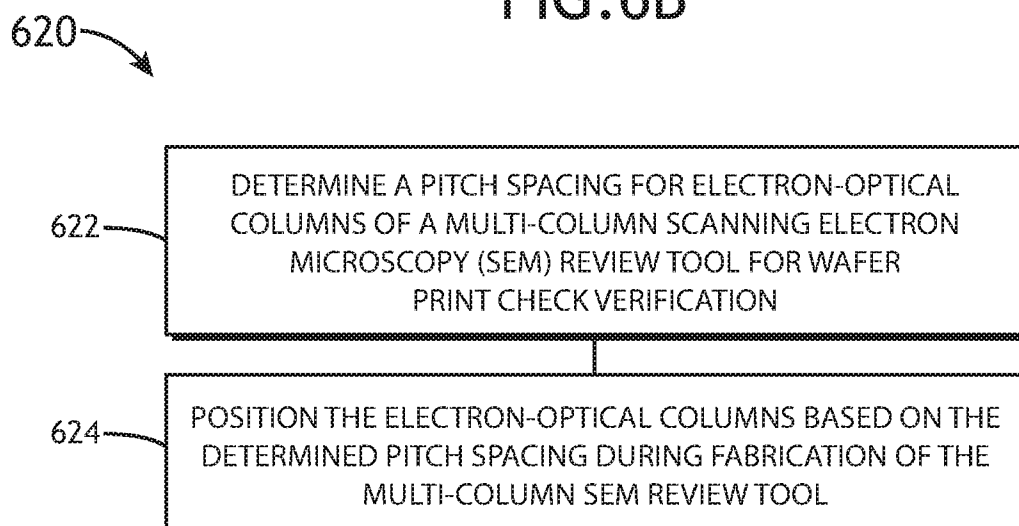 FIG. 6B
620
622
DETERMINE A PITCH SPACING FOR ELECTRON-OPTICAL
COLUMNS OF A MULTI-COLUMN SCANNING ELECTRON
MICROSCOPY (SEM) REVIEW TOOL FOR WAFER
PRINT CHECK VERIFICATION
624
POSITION THE ELECTRON-OPTICAL COLUMNS BASED ON THE
DETERMINED PITCH SPACING DURING FABRICATION OF THE
MULTI-COLUMN SEM REVIEW TOOL